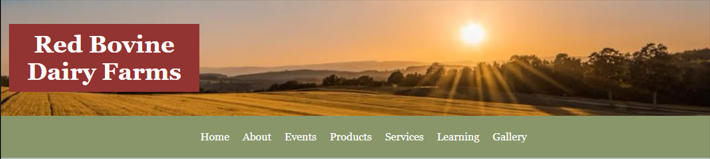 Red Bovine
Dairy Farms
Home About Events Products Services Learning Gallery